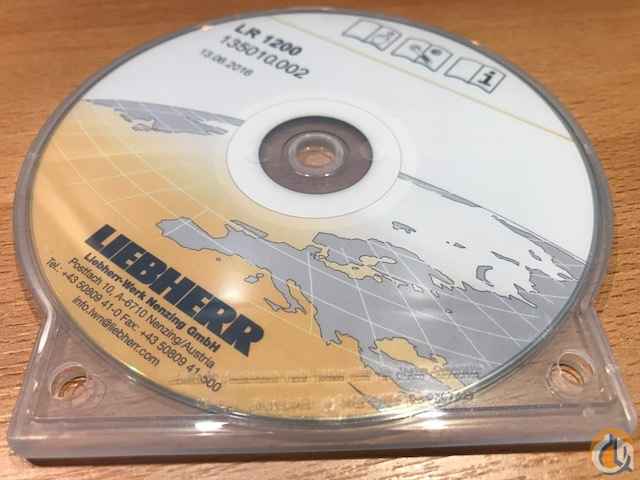 LR 1200
135010.002
13.06.2016
LIEBHERR
Liebherr-Werk Nenzing GmbH
Postfach 10, A-6710 Nenzing/Austria
Tel.: +43 50809 41-0 Fax: +43 50809 41-500
info.lwn@liebherr.com